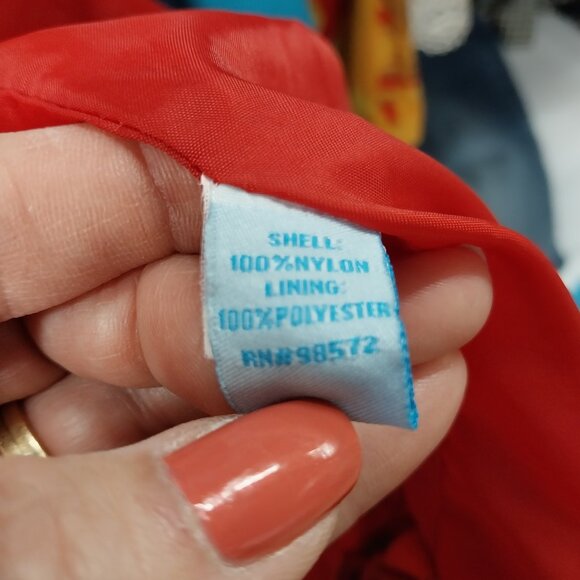 SHELL:
100%NYLON
LINING:
100%POLYESTER
RN#98572